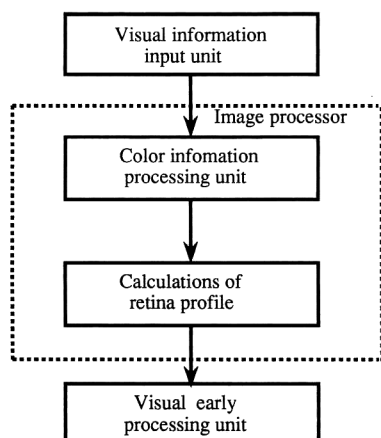 Visual information
input unit
Image processor
Color infomation
processing unit
Calculations of
retina profile
Visual early
processing unit